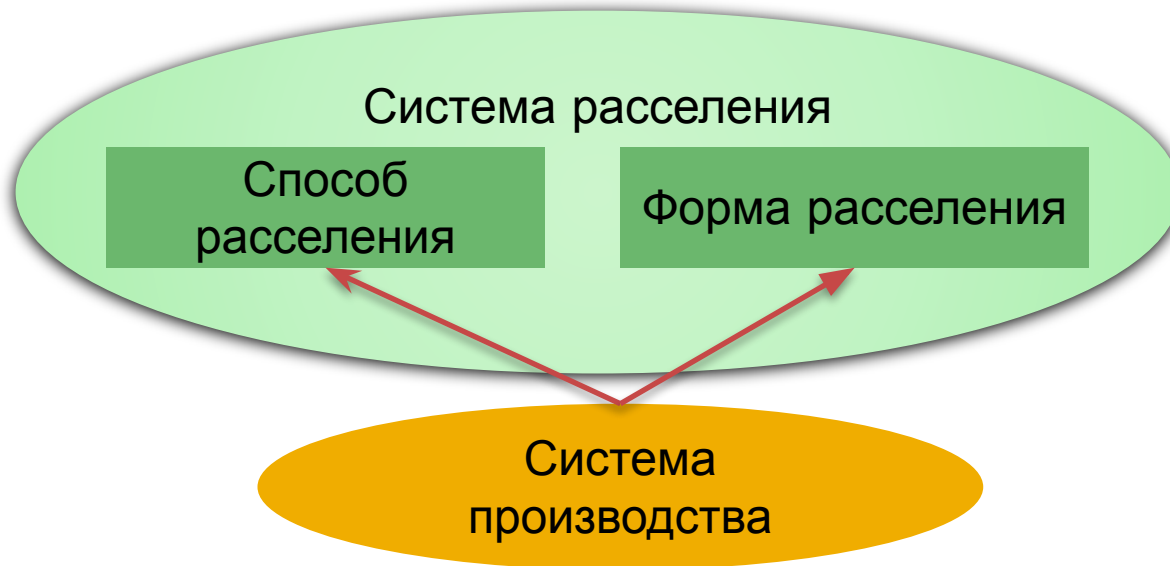 Система расселения
Способ
расселения
Форма расселения
Система
производства